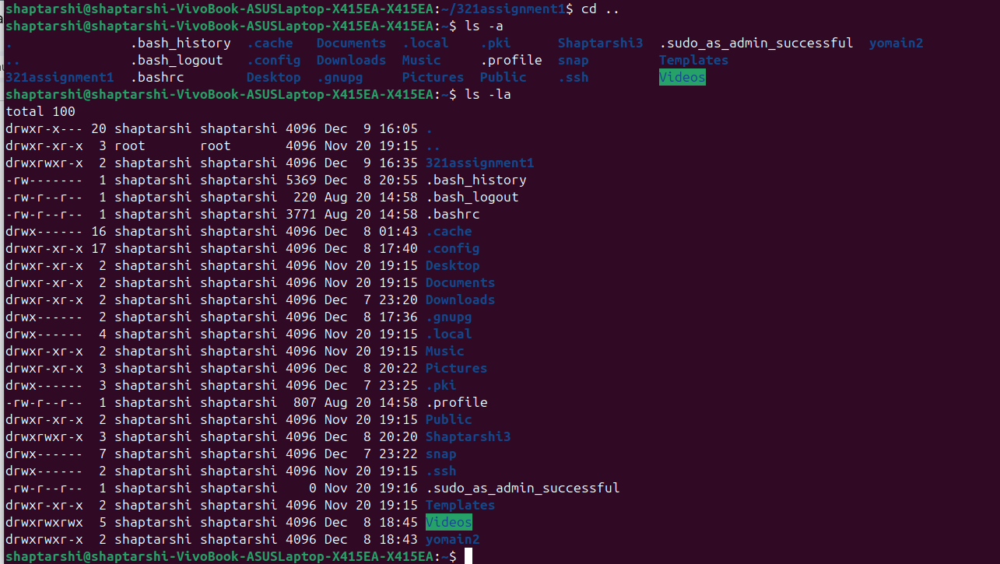 shaptarshi@shaptarshi-VivoBook-ASUSLaptop-X415EA-X415EA:~/321assignment1$ cd ..
shaptarshi@shaptarshi-VivoBook-ASUSLaptop-X415EA-X415EA:~$ ls -a
.               .bash_history  .cache   Documents  .local    .pki      Shaptarshi3  .sudo_as_admin_successful  yomain2
..              .bash_logout   .config  Downloads  Music     .profile  snap         Templates
321assignment1  .bashrc        Desktop  .gnupg     Pictures  Public    .ssh         Videos
shaptarshi@shaptarshi-VivoBook-ASUSLaptop-X415EA-X415EA:~$ ls -la
total 100
drwxr-x--- 20 shaptarshi shaptarshi 4096 Dec  9 16:05 .
drwxr-xr-x  3 root       root       4096 Nov 20 19:15 ..
drwxrwxr-x  2 shaptarshi shaptarshi 4096 Dec  9 16:35 321assignment1
-rw-------  1 shaptarshi shaptarshi 5369 Dec  8 20:55 .bash_history
-rw-r--r--  1 shaptarshi shaptarshi  220 Aug 20 14:58 .bash_logout
-rw-r--r--  1 shaptarshi shaptarshi 3771 Aug 20 14:58 .bashrc
drwx------ 16 shaptarshi shaptarshi 4096 Dec  8 01:43 .cache
drwxr-xr-x 17 shaptarshi shaptarshi 4096 Dec  8 17:40 .config
drwxr-xr-x  2 shaptarshi shaptarshi 4096 Nov 20 19:15 Desktop
drwxr-xr-x  2 shaptarshi shaptarshi 4096 Nov 20 19:15 Documents
drwxr-xr-x  2 shaptarshi shaptarshi 4096 Dec  7 23:20 Downloads
drwx------  2 shaptarshi shaptarshi 4096 Dec  8 17:36 .gnupg
drwx------  4 shaptarshi shaptarshi 4096 Nov 20 19:15 .local
drwxr-xr-x  2 shaptarshi shaptarshi 4096 Nov 20 19:15 Music
drwxr-xr-x  3 shaptarshi shaptarshi 4096 Dec  8 20:22 Pictures
drwx------  3 shaptarshi shaptarshi 4096 Dec  7 23:25 .pki
-rw-r--r--  1 shaptarshi shaptarshi  807 Aug 20 14:58 .profile
drwxr-xr-x  2 shaptarshi shaptarshi 4096 Nov 20 19:15 Public
drwxrwxr-x  3 shaptarshi shaptarshi 4096 Dec  8 20:20 Shaptarshi3
drwx------  7 shaptarshi shaptarshi 4096 Dec  7 23:22 snap
drwx------  2 shaptarshi shaptarshi 4096 Nov 20 19:15 .ssh
-rw-r--r--  1 shaptarshi shaptarshi    0 Nov 20 19:16 .sudo_as_admin_successful
drwxr-xr-x  2 shaptarshi shaptarshi 4096 Nov 20 19:15 Templates
drwxrwxrwx  5 shaptarshi shaptarshi 4096 Dec  8 18:45 Videos
drwxrwxr-x  2 shaptarshi shaptarshi 4096 Dec  8 18:43 yomain2
shaptarshi@shaptarshi-VivoBook-ASUSLaptop-X415EA-X415EA:~$